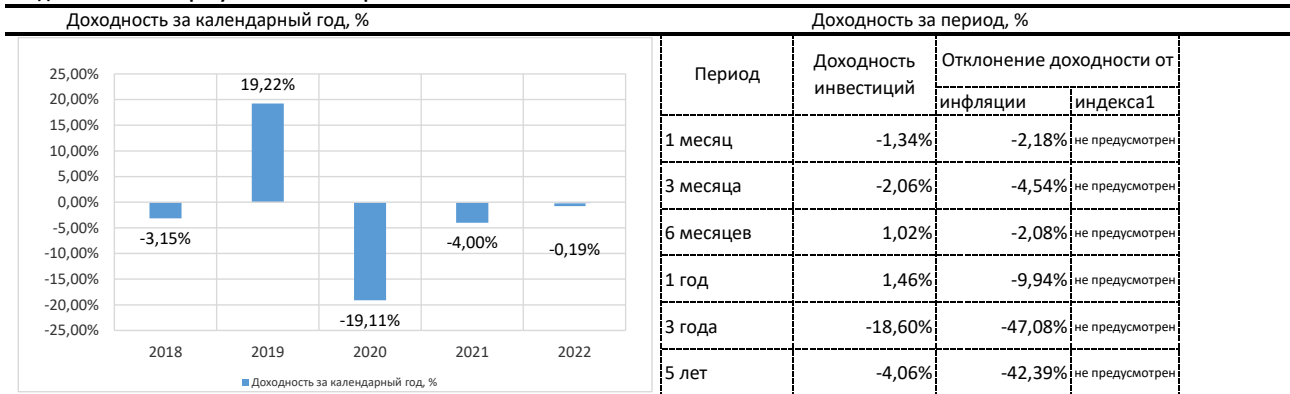 Доходность за календарный год, %
Доходность за период, %
25,00%
20,00%
15,00%
10,00%
5,00%
0,00%
-5,00%
-10,00%
-15,00%
-20,00%
-25,00%
-3,15%
19,22%
-19,11%
-4,00%
-0,19%
2018 2019 2020 2021 2022
Доходность за календарный год, %
Период
Доходность
инвестиций
Отклонение доходности от
инфляции индекса1
1 месяц -1,34% -2,18% не предусмотрен
3 месяца -2,06% -4,54% не предусмотрен
6 месяцев 1,02% -2,08% не предусмотрен
1 год 1,46% -9,94% не предусмотрен
3 года -18,60% -47,08% не предусмотрен
5 лет -4,06% -42,39% не предусмотрен